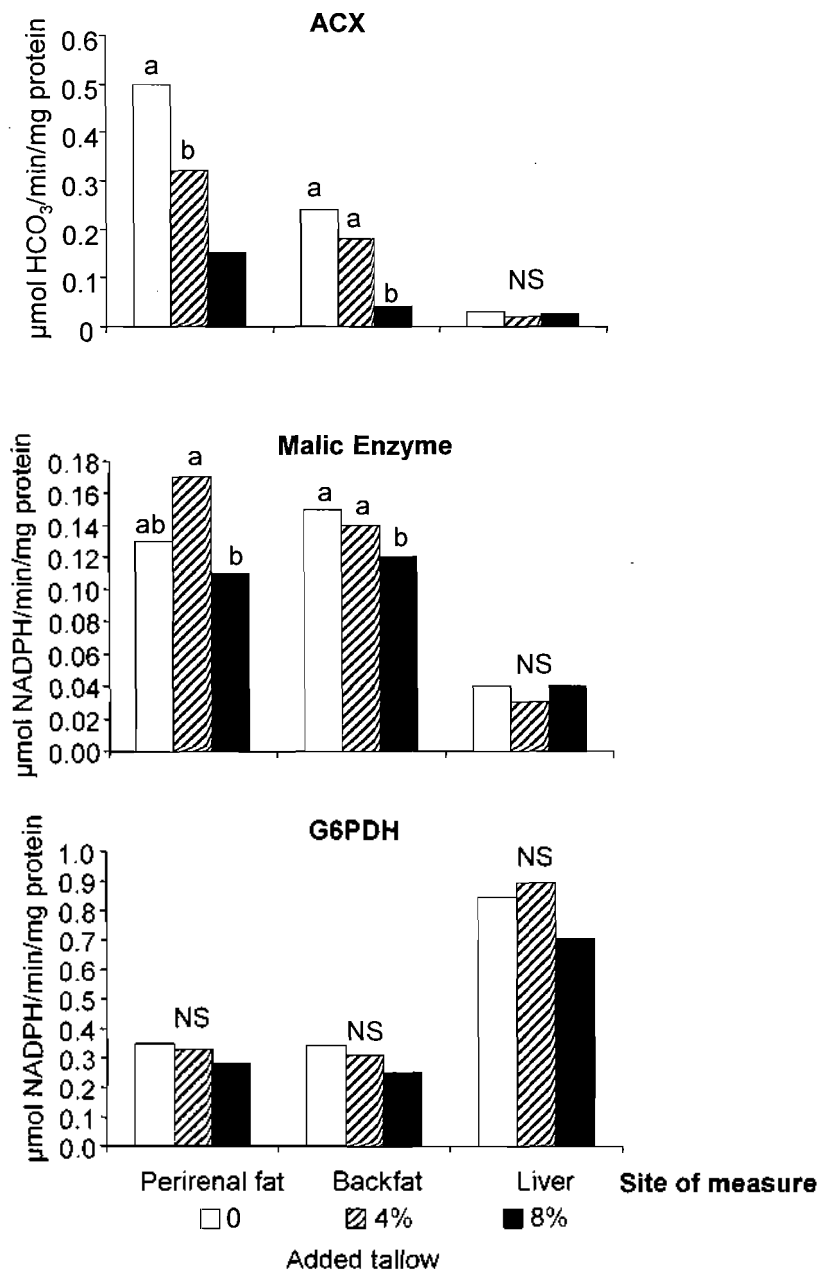 ACX
µmol HCO₃/min/mg protein
0.6
0.5
0.4
0.3
0.2
0.1
0
a
b
a
a
b
NS
Malic Enzyme
µmol NADPH/min/mg protein
0.18
0.16
0.14
0.12
0.10
0.08
0.06
0.04
0.02
0.00
ab
a
b
a
a
b
NS
G6PDH
µmol NADPH/min/mg protein
1.0
0.9
0.8
0.7
0.6
0.5
0.4
0.3
0.2
0.1
0.0
NS
NS
NS
Perirenal fat Backfat Liver Site of measure
0 4% 8%
Added tallow